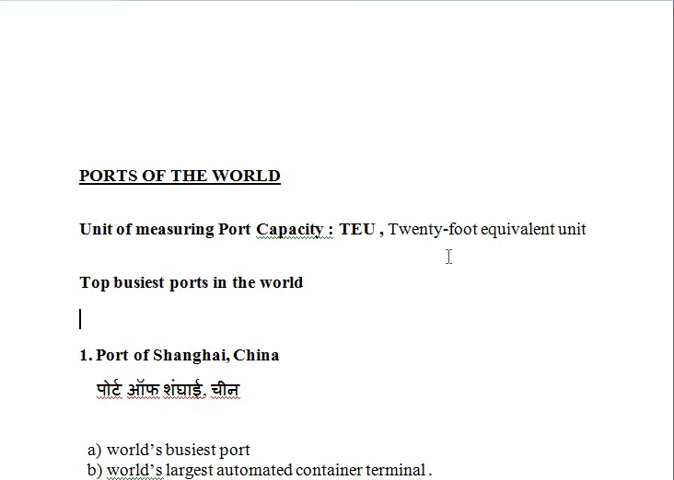 PORTS OF THE WORLD
Unit of measuring Port Capacity : TEU , Twenty-foot equivalent unit
Top busiest ports in the world
1. Port of Shanghai, China
पोर्ट ऑफ शंघाई, चीन
a) world’s busiest port
b) world’s largest automated container terminal .